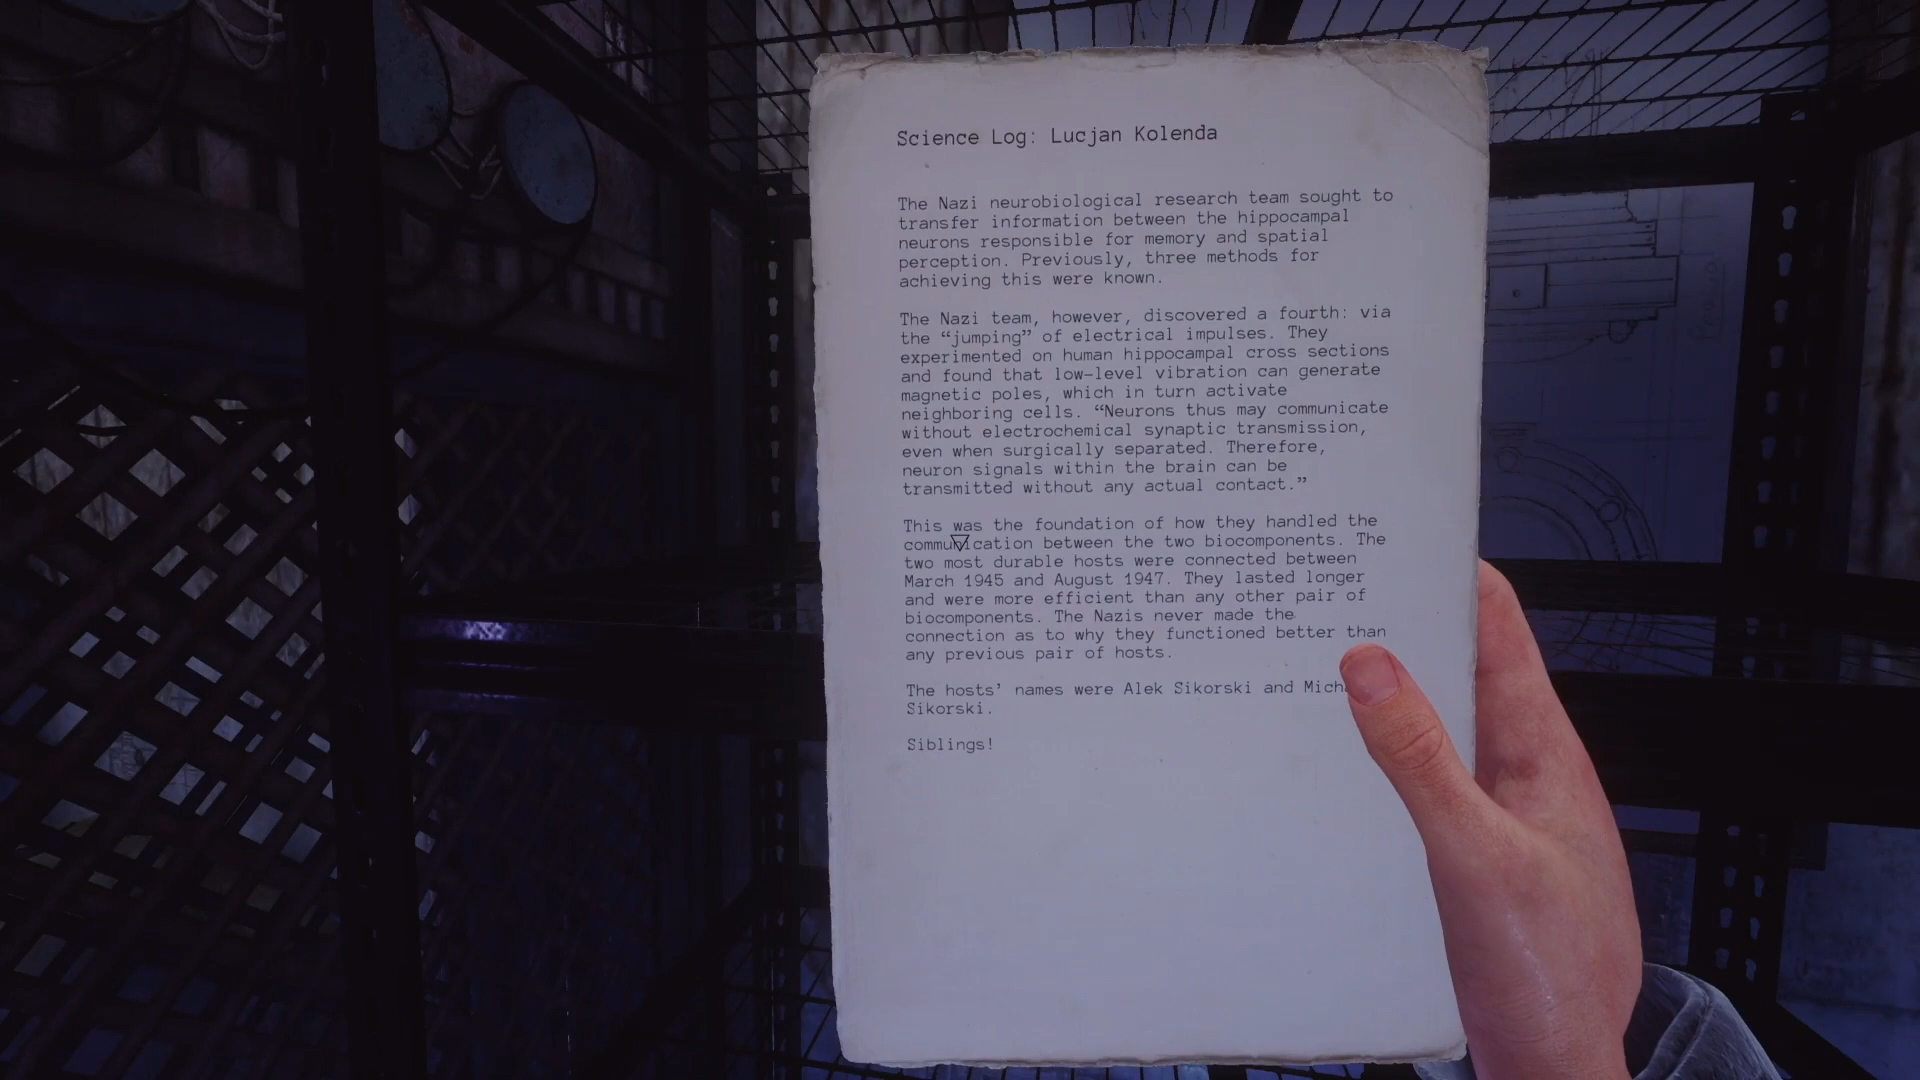 Science Log: Lucjan Kolenda
The Nazi neurobiological research team sought to
transfer information between the hippocampal
neurons responsible for memory and spatial
perception. Previously, three methods for
achieving this were known.
The Nazi team, however, discovered a fourth: via
the “jumping” of electrical impulses. They
experimented on human hippocampal cross sections
and found that low-level vibration can generate
magnetic poles, which in turn activate
neighboring cells. “Neurons thus may communicate
without electrochemical synaptic transmission,
even when surgically separated. Therefore,
neuron signals within the brain can be
transmitted without any actual contact.”
This was the foundation of how they handled the
communication between the two biocomponents. The
two most durable hosts were connected between
March 1945 and August 1947. They lasted longer
and were more efficient than any other pair of
biocomponents. The Nazis never made the
connection as to why they functioned better than
any previous pair of hosts.
The hosts’ names were Alek Sikorski and
Sikorski.
Siblings!